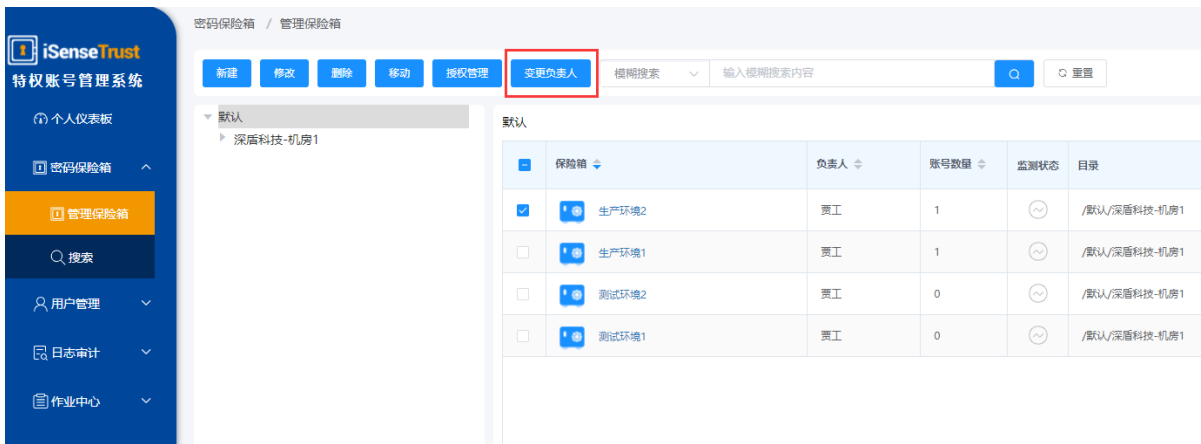 iSenseTrust
特权账号管理系统
个人仪表板
密码保险箱
管理保险箱
搜索
用户管理
日志审计
作业中心
密码保险箱 / 管理保险箱
新建 修改 删除 移动 授权管理 变更负责人 模糊搜索 输入模糊搜索内容 重置
默认
深盾科技-机房1
默认
保险箱 负责人 账号数量 监测状态 目录
生产环境2 贾工 1 /默认/深盾科技-机房1
生产环境1 贾工 1 /默认/深盾科技-机房1
测试环境2 贾工 0 /默认/深盾科技-机房1
测试环境1 贾工 0 /默认/深盾科技-机房1